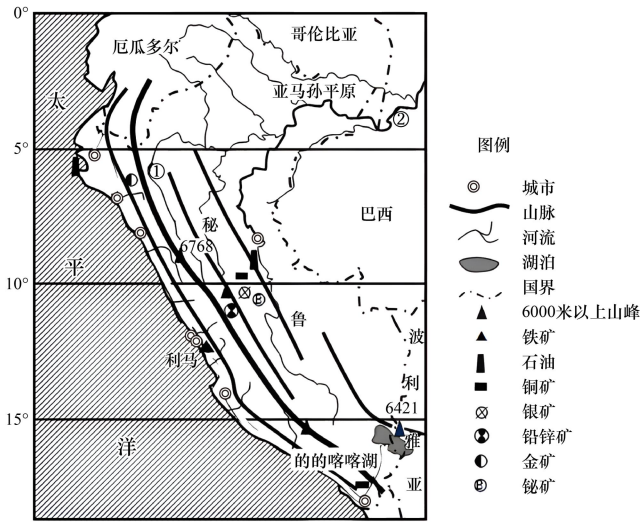 0°
哥伦比亚
厄瓜多尔
太
亚马孙平原
②
5°
①
图例
城市
山脉
河流
湖泊
国界
6000米以上山峰
铁矿
石油
铜矿
银矿
铅锌矿
金矿
铋矿
巴西
秘
6768
平
10°
鲁
波
利马
利
6421
15°
雅
洋
的的喀喀湖
亚